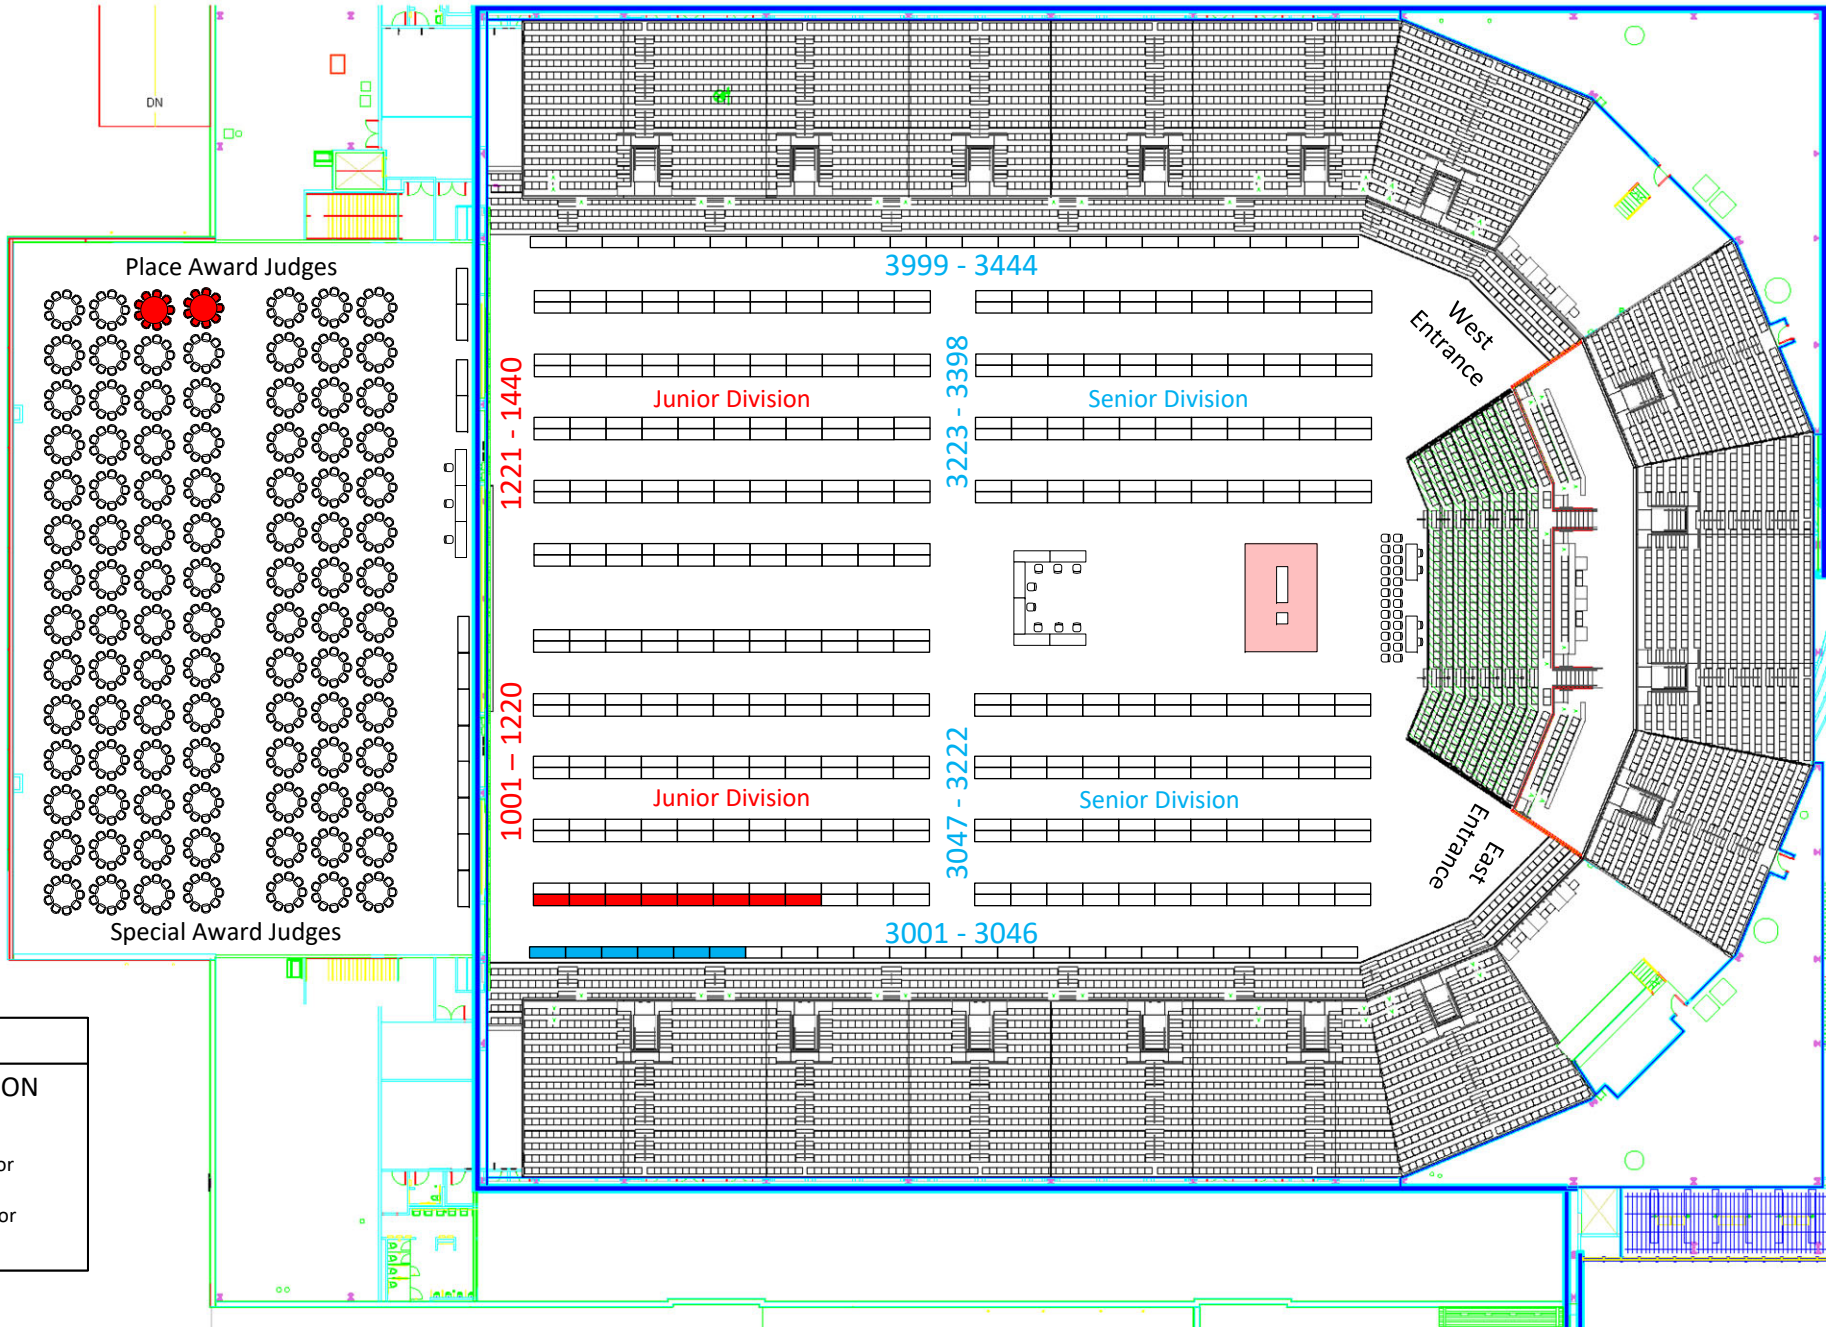 DN
Place Award Judges
3999 - 3444
West
Entrance
1221 - 1440
3223 - 3398
Junior Division
Senior Division
1001 – 1220
3047 - 3222
Junior Division
Senior Division
East
Entrance
Special Award Judges
3001 - 3046
ON
or
or